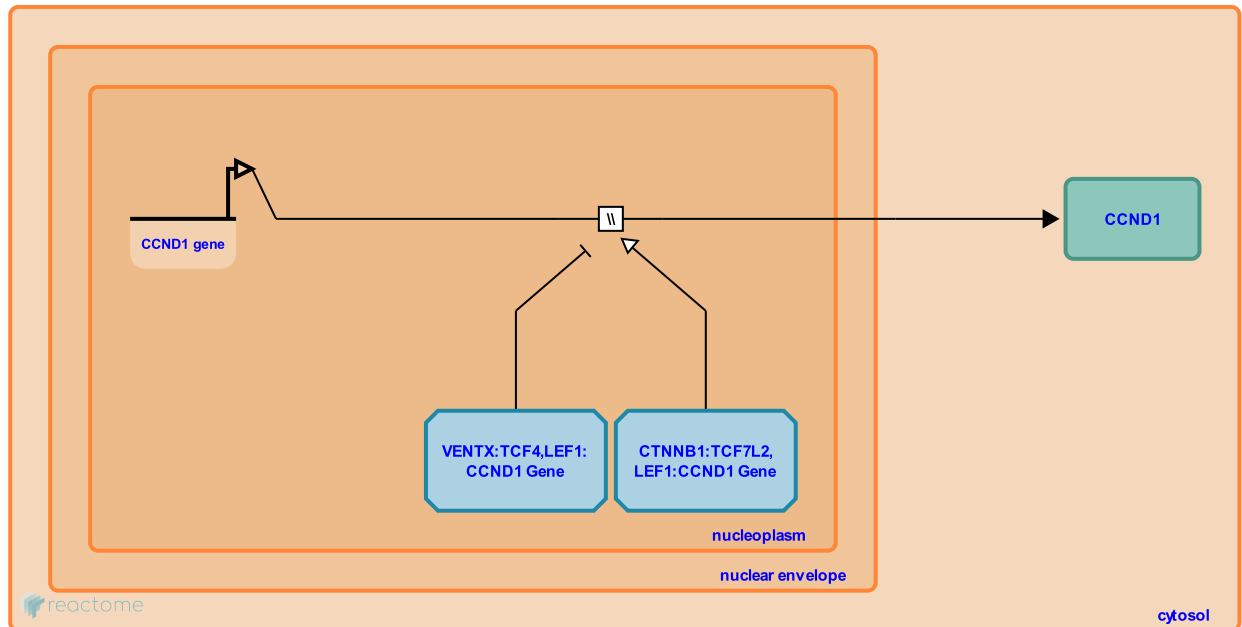 CCND1 gene
\\
CCND1
VENTX:TCF4,LEF1:
CCND1 Gene
CTNNB1:TCF7L2,
LEF1:CCND1 Gene
nucleoplasm
nuclear envelope
reactome
cytosol